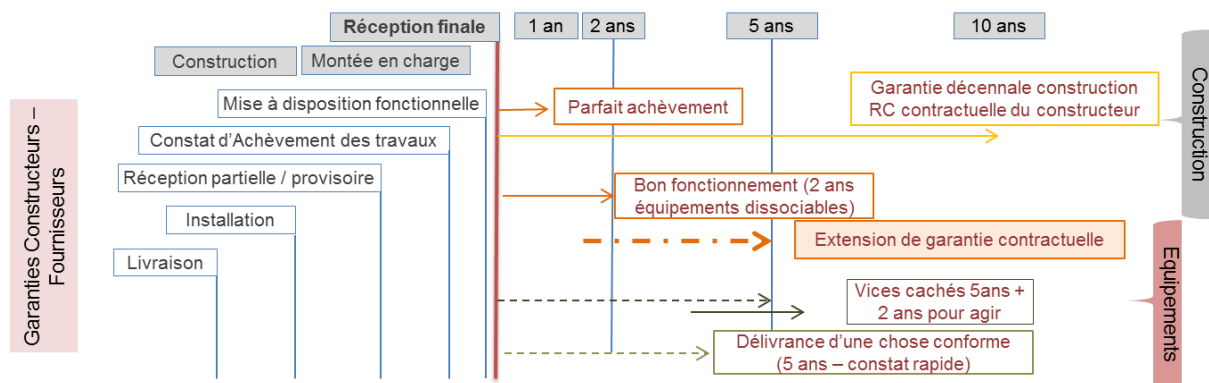 Réception finale
1 an
2 ans
5 ans
10 ans
Construction
Montée en charge
Mise à disposition fonctionnelle
Constat d'Achèvement des travaux
Réception partielle / provisoire
Installation
Livraison
Garanties Constructeurs –
Fournisseurs
Parfait achèvement
Garantie décennale construction
RC contractuelle du constructeur
Bon fonctionnement (2 ans
équipements dissociables)
Extension de garantie contractuelle
Vices cachés 5ans +
2 ans pour agir
Délivrance d'une chose conforme
(5 ans – constat rapide)
Construction
Equipements